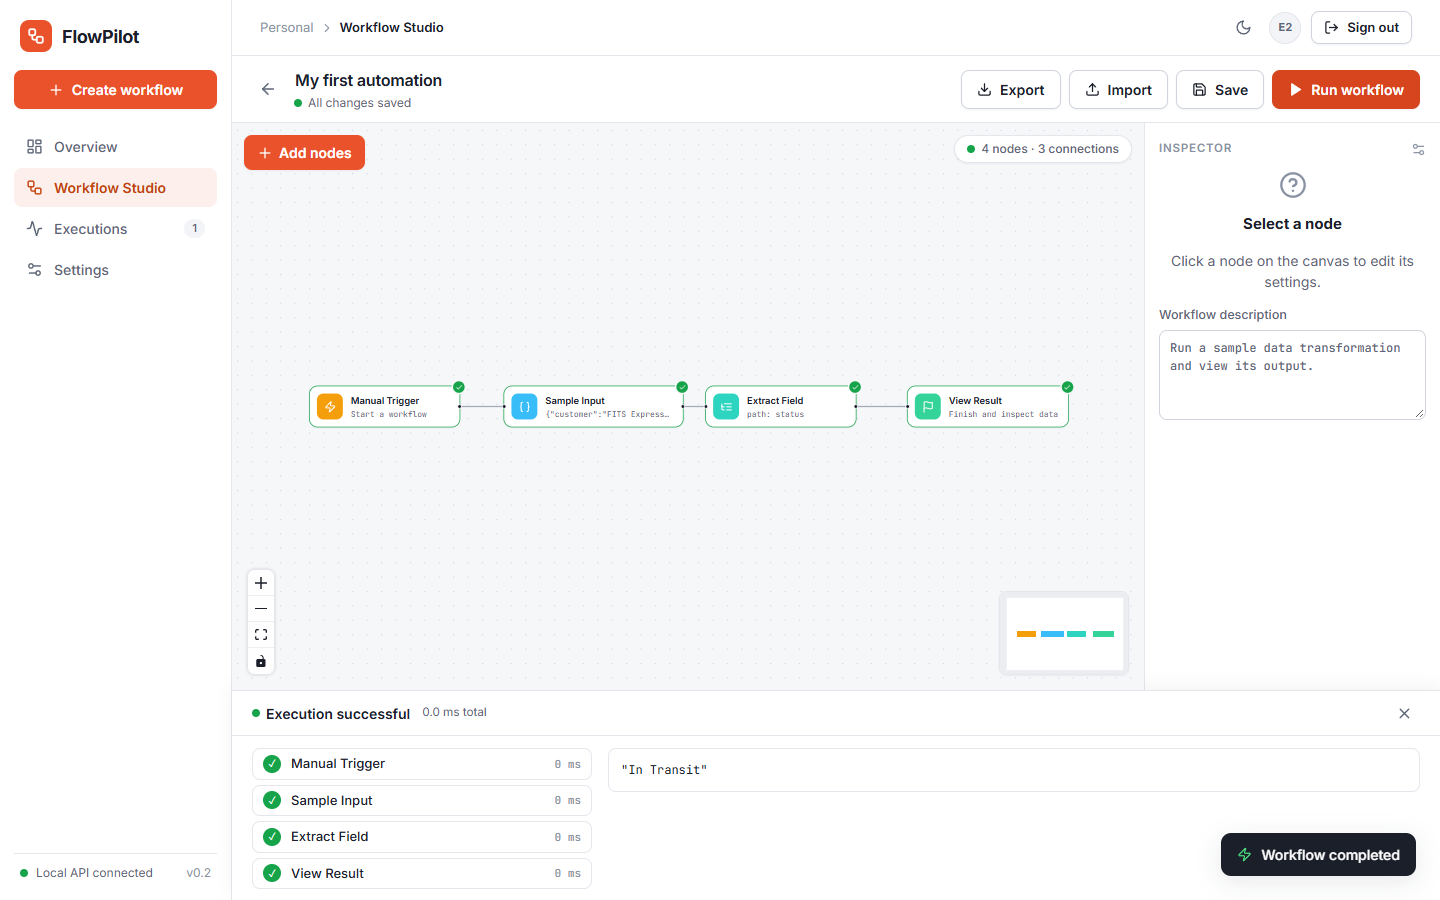 FlowPilot
Create workflow
Overview
Workflow Studio
Executions 1
Settings
Local API connected v0.2
Personal > Workflow Studio
E2
Sign out
My first automation
All changes saved
Export
Import
Save
Run workflow
Add nodes
4 nodes · 3 connections
Manual Trigger
Start a workflow
Sample Input
{"customer":"FITS Express…
Extract Field
path: status
View Result
Finish and inspect data
INSPECTOR
Select a node
Click a node on the canvas to edit its
settings.
Workflow description
Run a sample data transformation
and view its output.
Execution successful 0.0 ms total
Manual Trigger 0 ms
Sample Input 0 ms
Extract Field 0 ms
View Result 0 ms
"In Transit"
Workflow completed